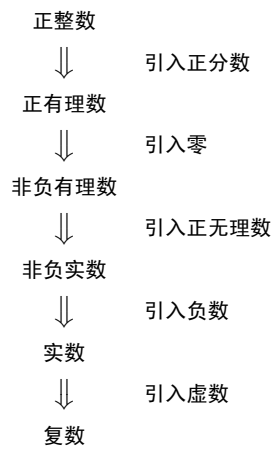 正整数
引入正分数
正有理数
引入零
非负有理数
引入正无理数
非负实数
引入负数
实数
引入虚数
复数